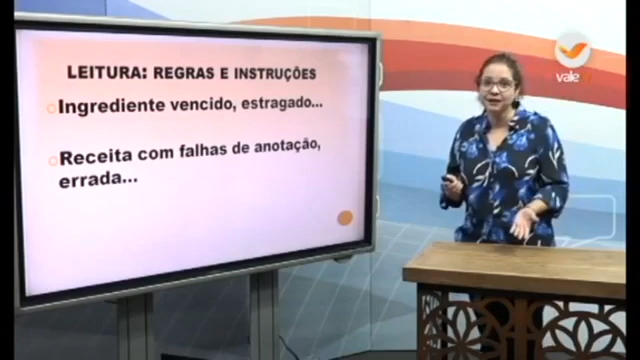 LEITURA: REGRAS E INSTRUÇÕES
Ingrediente vencido, estragado...
Receita com falhas de anotação,
errada...
vale